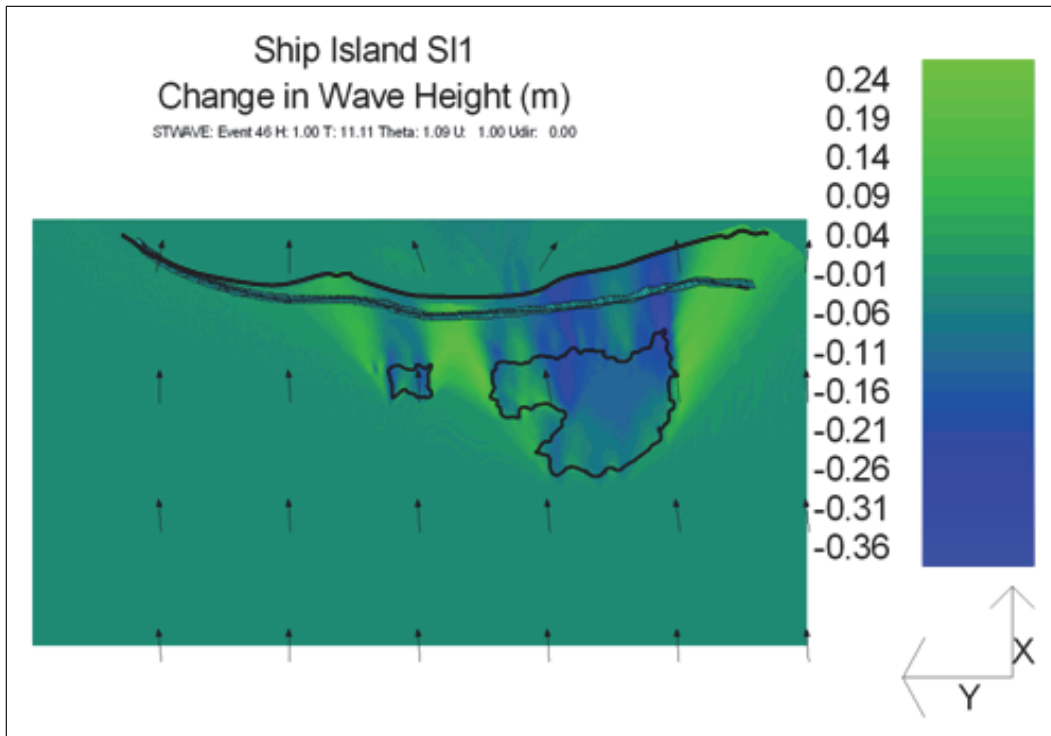 Ship Island SI1
Change in Wave Height (m)
STWAVE: Event 46 H: 1.00 T: 11.11 Theta: 1.09 U: 1.00 Udir: 0.00
0.24
0.19
0.14
0.09
0.04
-0.01
-0.06
-0.11
-0.16
-0.21
-0.26
-0.31
-0.36
X
Y